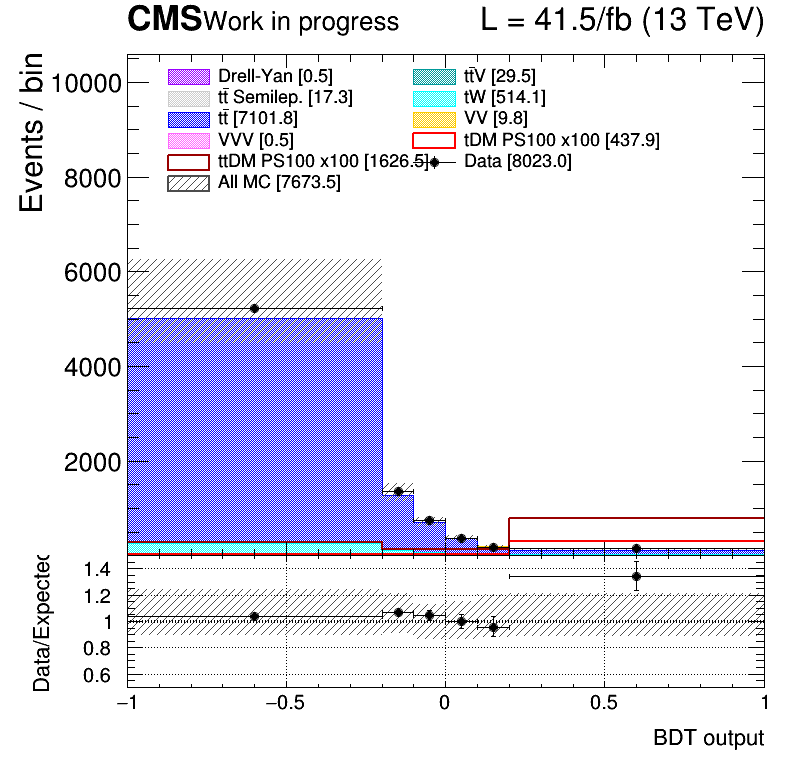 CMS Work in progress L = 41.5/fb (13 TeV)
Events / bin
10000
8000
6000
4000
2000
Drell-Yan [0.5]
tt̄V [29.5]
tt̄ Semilep. [17.3]
tW [514.1]
tt̄ [7101.8]
VV [9.8]
VVV [0.5]
tDM PS100 x100 [437.9]
ttDM PS100 x100 [1626.5]
Data [8023.0]
All MC [7673.5]
Data/Expected
1.4
1.2
1
0.8
0.6
−1 −0.5 0 0.5 1
BDT output